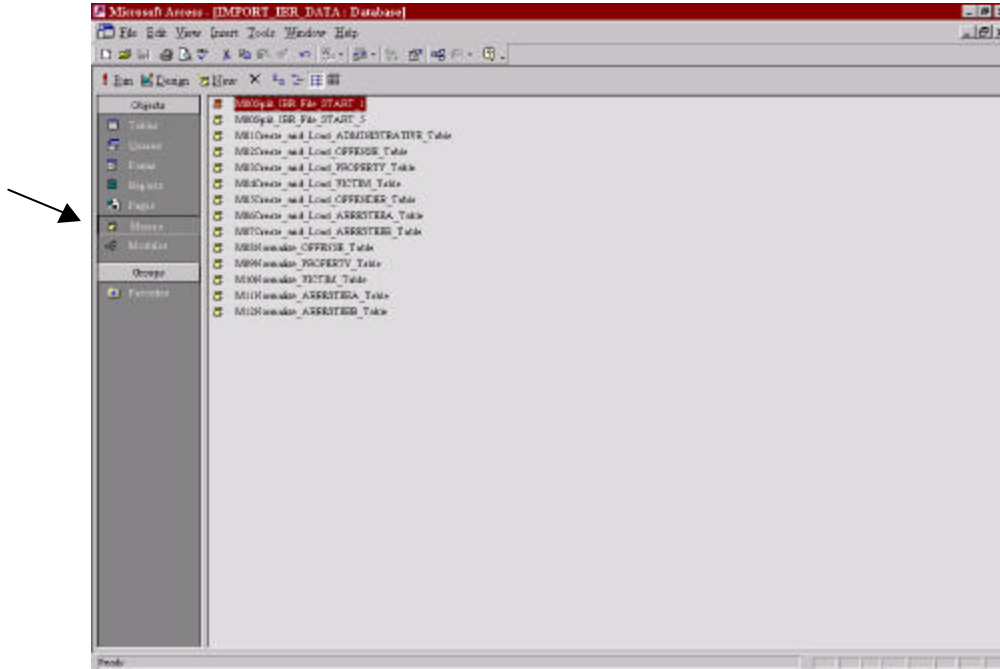 Microsoft Access - [IMPORT_IBR_DATA : Database]
File Edit View Insert Tools Window Help
Run Design New
Objects
Tables
Queries
Forms
Reports
Pages
Macros
Modules
Groups
Favorites
M00Split_IBR_File_START_1
M00Split_IBR_File_START_5
M01Create_and_Load_ADMINISTRATIVE_Table
M02Create_and_Load_OFFENSE_Table
M03Create_and_Load_PROPERTY_Table
M04Create_and_Load_VICTIM_Table
M05Create_and_Load_OFFENDER_Table
M06Create_and_Load_ARRESTEEA_Table
M07Create_and_Load_ARRESTEEB_Table
M08Normalize_OFFENSE_Table
M09Normalize_PROPERTY_Table
M10Normalize_VICTIM_Table
M11Normalize_ARRESTEEA_Table
M12Normalize_ARRESTEEB_Table
Ready